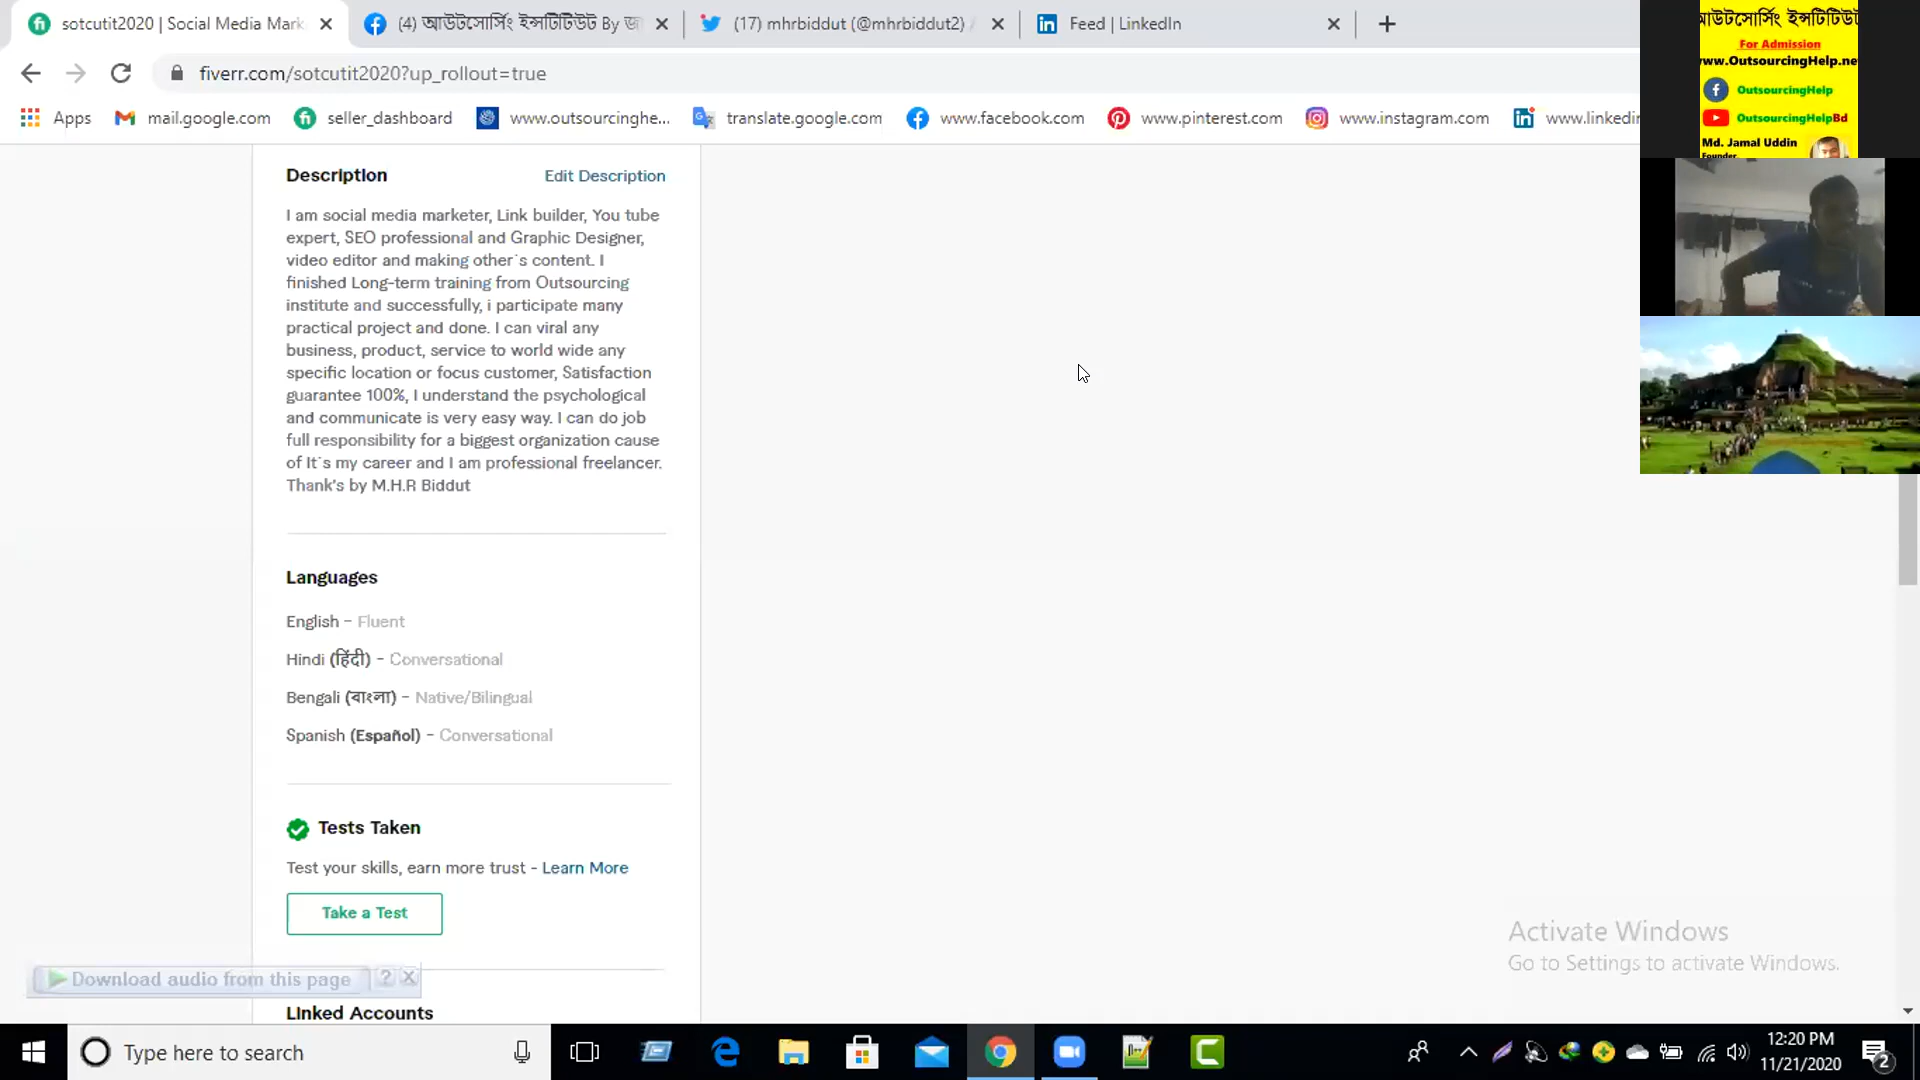 sotcutit2020 | Social Media Mark
(4) আউটসোর্সিং ইন্সটিটিউট By জ
(17) mhrbiddut (@mhrbiddut2)
Feed | LinkedIn
fiverr.com/sotcutit2020?up_rollout=true
Apps
mail.google.com
seller_dashboard
www.outsourcinghe...
translate.google.com
www.facebook.com
www.pinterest.com
www.instagram.com
www.linkedin
আউটসোর্সিং ইন্সটিটিউট
For Admission
www.OutsourcingHelp.ne
OutsourcingHelp
OutsourcingHelpBd
Md. Jamal Uddin
Founder
Description
Edit Description
I am social media marketer, Link builder, You tube
expert, SEO professional and Graphic Designer,
video editor and making other`s content. I
finished Long-term training from Outsourcing
institute and successfully, i participate many
practical project and done. I can viral any
business, product, service to world wide any
specific location or focus customer, Satisfaction
guarantee 100%, I understand the psychological
and communicate is very easy way. I can do job
full responsibility for a biggest organization cause
of It`s my career and I am professional freelancer.
Thank's by M.H.R Biddut
Languages
English - Fluent
Hindi (हिंदी) - Conversational
Bengali (বাংলা) - Native/Bilingual
Spanish (Español) - Conversational
Tests Taken
Test your skills, earn more trust - Learn More
Take a Test
Download audio from this page
?
Linked Accounts
Activate Windows
Go to Settings to activate Windows.
Type here to search
12:20 PM
11/21/2020
2